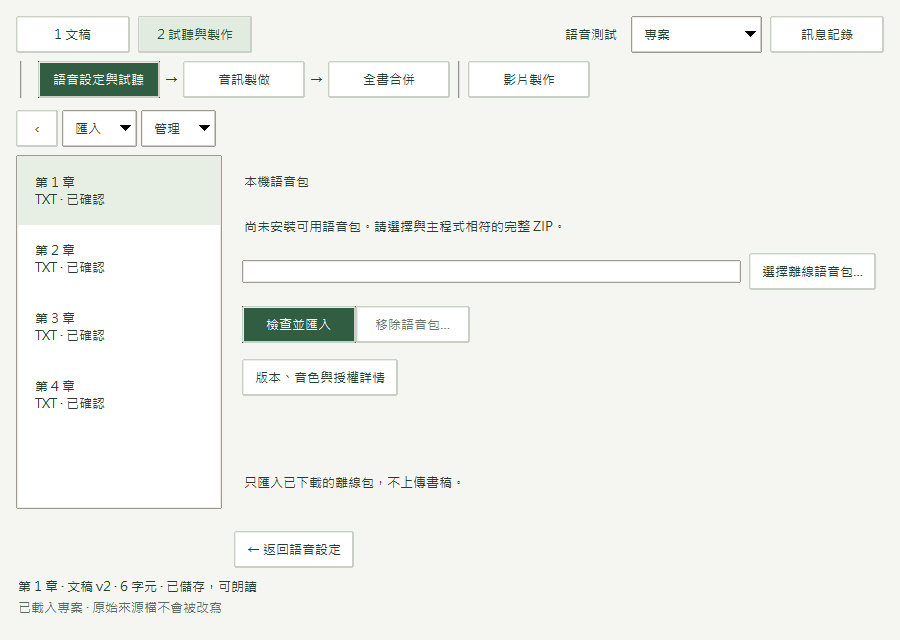 1 文稿
2 試聽與製作
語音測試
專案
訊息記錄
語音設定與試聽
→
音訊製做
→
全書合併
影片製作
‹
匯入
管理
第 1 章
TXT · 已確認
第 2 章
TXT · 已確認
第 3 章
TXT · 已確認
第 4 章
TXT · 已確認
本機語音包
尚未安裝可用語音包。請選擇與主程式相符的完整 ZIP。
選擇離線語音包...
檢查並匯入
移除語音包...
版本、音色與授權詳情
只匯入已下載的離線包，不上傳書稿。
← 返回語音設定
第 1 章 · 文稿 v2 · 6 字元 · 已儲存，可朗讀
已載入專案 · 原始來源檔不會被改寫